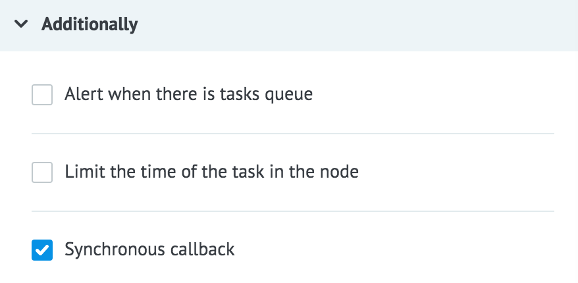 Additionally
Alert when there is tasks queue
Limit the time of the task in the node
Synchronous callback